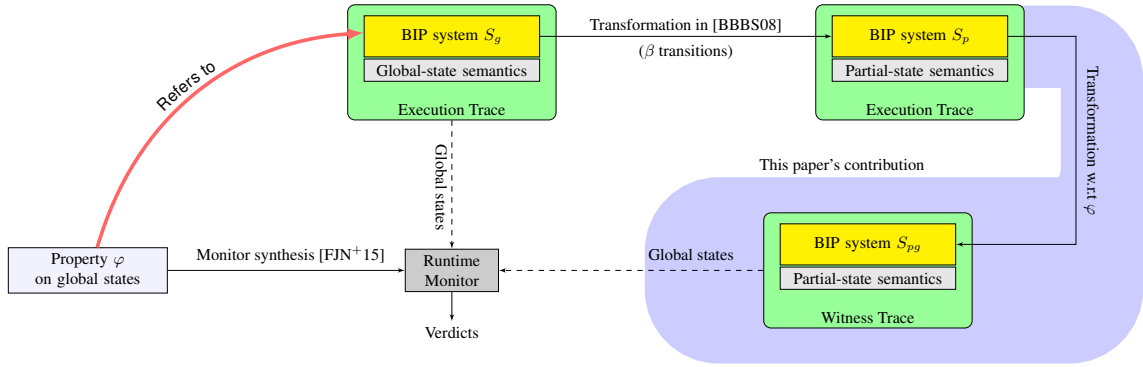 BIP system S_g
Global-state semantics
Execution Trace
Transformation in [BBBS08]
(β transitions)
BIP system S_p
Partial-state semantics
Execution Trace
Refers to
Global states
Transformation w.r.t φ
This paper's contribution
Property φ
on global states
Monitor synthesis [FJN⁺15]
Runtime
Monitor
Verdicts
Global states
BIP system S_pg
Partial-state semantics
Witness Trace